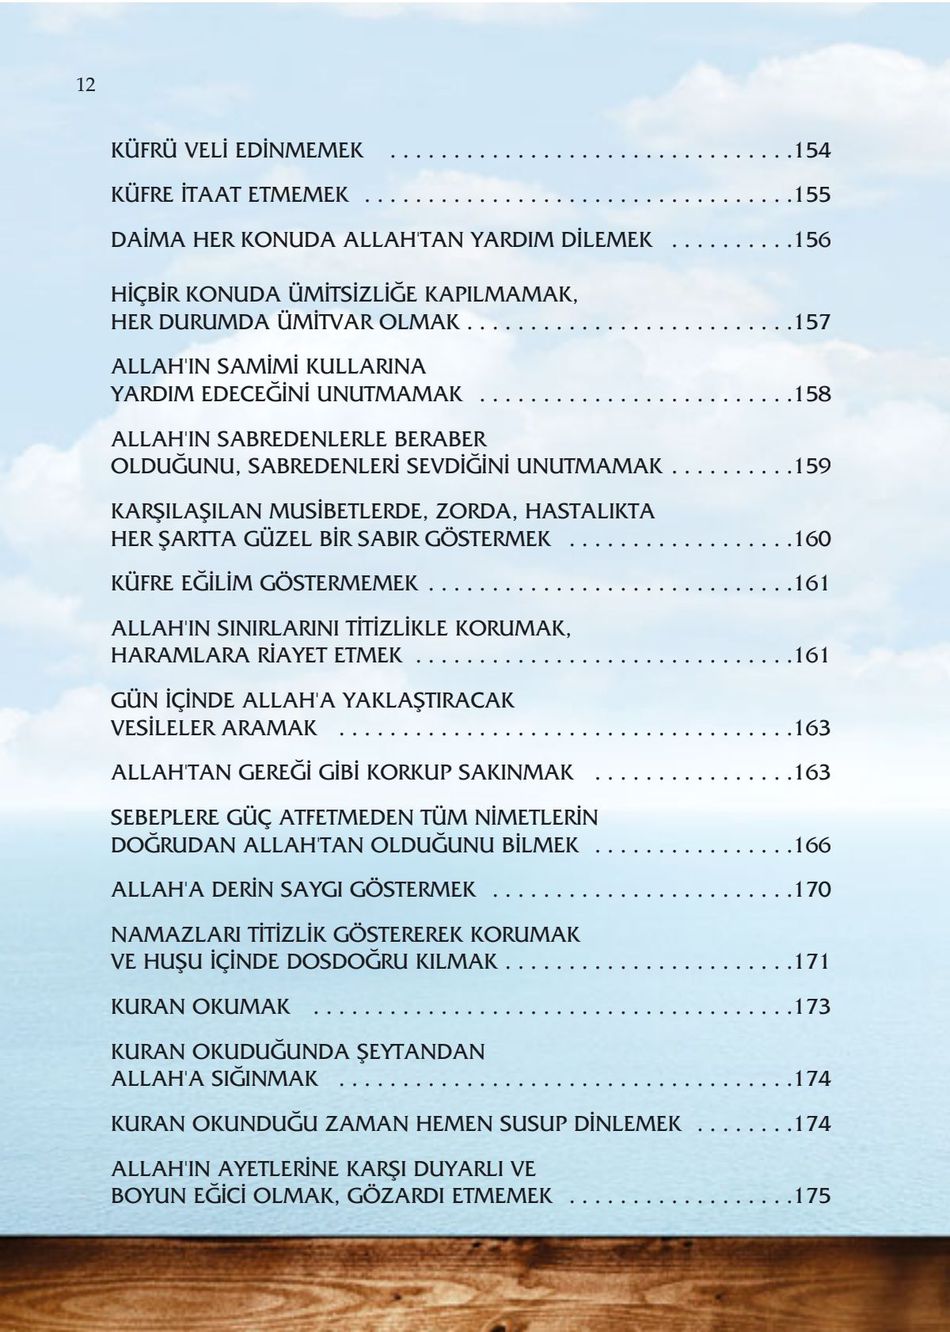 12
KÜFRÜ VELİ EDİNMEMEK . . . . . . . . . . . . . . . . . . . . . . . . . . . . . . . .154
KÜFRE İTAAT ETMEMEK . . . . . . . . . . . . . . . . . . . . . . . . . . . . . . . . . .155
DAİMA HER KONUDA ALLAH'TAN YARDIM DİLEMEK . . . . . . . . . .156
HİÇBİR KONUDA ÜMİTSİZLİĞE KAPILMAMAK,
HER DURUMDA ÜMİTVAR OLMAK . . . . . . . . . . . . . . . . . . . . . . . . . .157
ALLAH'IN SAMİMİ KULLARINA
YARDIM EDECEĞİNİ UNUTMAMAK . . . . . . . . . . . . . . . . . . . . . . . . .158
ALLAH'IN SABREDENLERLE BERABER
OLDUĞUNU, SABREDENLERİ SEVDİĞİNİ UNUTMAMAK . . . . . . . . . .159
KARŞILAŞILAN MUSİBETLERDE, ZORDA, HASTALIKTA
HER ŞARTTA GÜZEL BİR SABIR GÖSTERMEK . . . . . . . . . . . . . . . . . .160
KÜFRE EĞİLİM GÖSTERMEMEK . . . . . . . . . . . . . . . . . . . . . . . . . . . . .161
ALLAH'IN SINIRLARINI TİTİZLİKLE KORUMAK,
HARAMLARA RİAYET ETMEK . . . . . . . . . . . . . . . . . . . . . . . . . . . . . .161
GÜN İÇİNDE ALLAH'A YAKLAŞTIRACAK
VESİLELER ARAMAK . . . . . . . . . . . . . . . . . . . . . . . . . . . . . . . . . . . .163
ALLAH'TAN GEREĞİ GİBİ KORKUP SAKINMAK . . . . . . . . . . . . . . . .163
SEBEPLERE GÜÇ ATFETMEDEN TÜM NİMETLERİN
DOĞRUDAN ALLAH'TAN OLDUĞUNU BİLMEK . . . . . . . . . . . . . . . .166
ALLAH'A DERİN SAYGI GÖSTERMEK . . . . . . . . . . . . . . . . . . . . . . . .170
NAMAZLARI TİTİZLİK GÖSTEREREK KORUMAK
VE HUŞU İÇİNDE DOSDOĞRU KILMAK . . . . . . . . . . . . . . . . . . . . . . .171
KURAN OKUMAK . . . . . . . . . . . . . . . . . . . . . . . . . . . . . . . . . . . . . .173
KURAN OKUDUĞUNDA ŞEYTANDAN
ALLAH'A SIĞINMAK . . . . . . . . . . . . . . . . . . . . . . . . . . . . . . . . . . . .174
KURAN OKUNDUĞU ZAMAN HEMEN SUSUP DİNLEMEK . . . . . . . .174
ALLAH'IN AYETLERİNE KARŞI DUYARLI VE
BOYUN EĞİCİ OLMAK, GÖZARDI ETMEMEK . . . . . . . . . . . . . . . . . .175